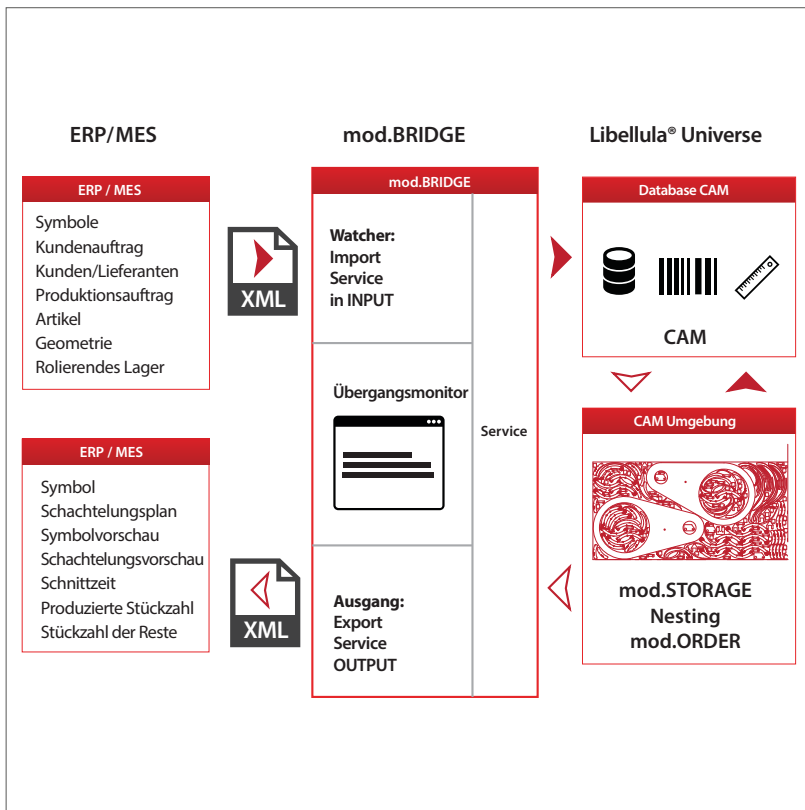 ERP/MES
mod.BRIDGE
Libellula® Universe
ERP / MES
Symbole
Kundenauftrag
Kunden/Lieferanten
Produktionsauftrag
Artikel
Geometrie
Rolierendes Lager
XML
mod.BRIDGE
Watcher:
Import
Service
in INPUT
Übergangsmonitor
Service
Ausgang:
Export
Service
OUTPUT
Database CAM
CAM
ERP / MES
Symbol
Schachtelungsplan
Symbolvorschau
Schachtelungsvorschau
Schnittzeit
Produzierte Stückzahl
Stückzahl der Reste
XML
CAM Umgebung
mod.STORAGE
Nesting
mod.ORDER